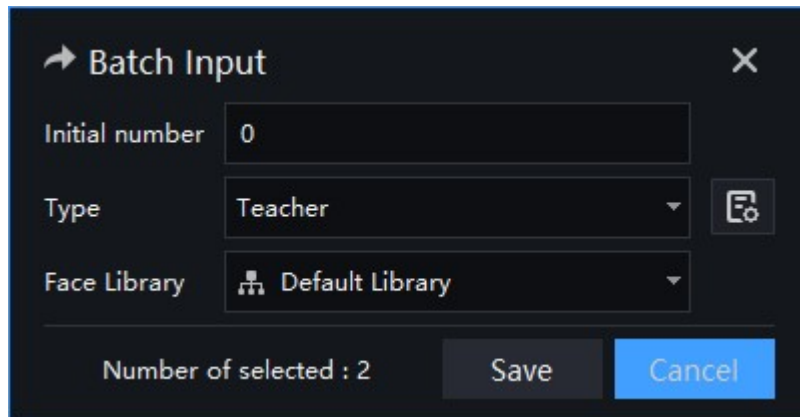 Batch Input
Initial number 0
Type Teacher
Face Library Default Library
Number of selected : 2 Save Cancel